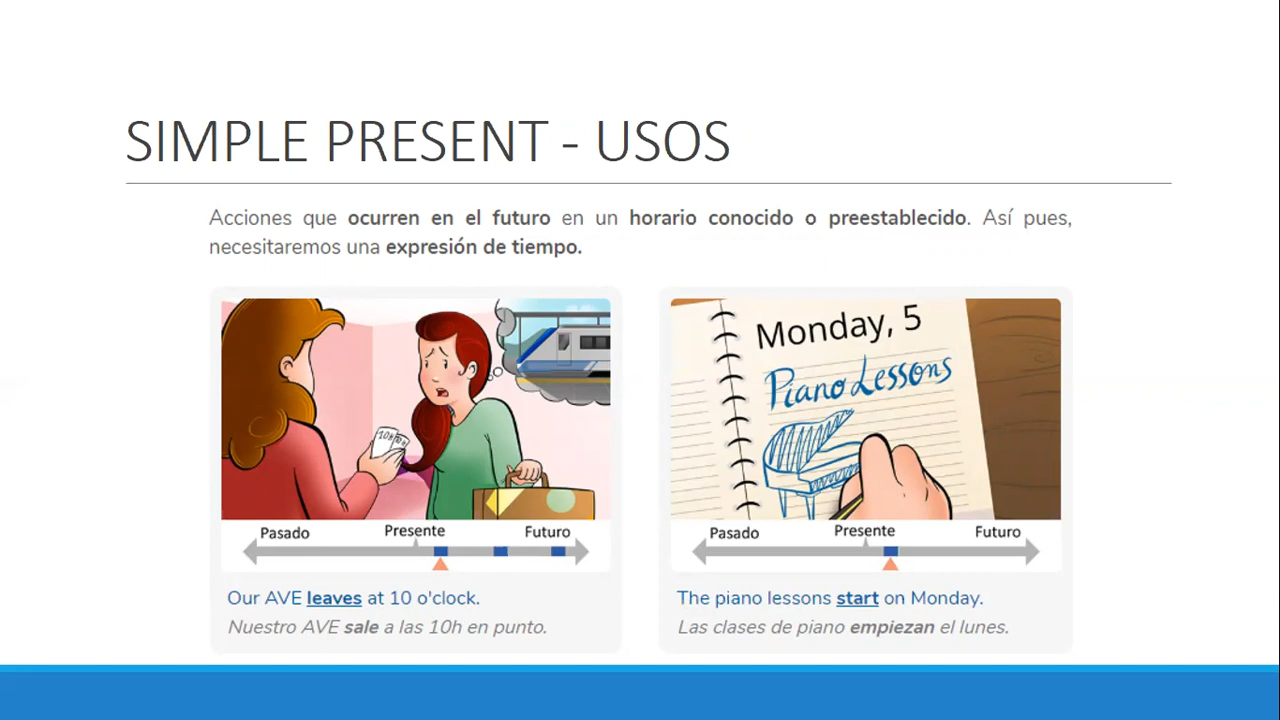 SIMPLE PRESENT - USOS
Acciones que ocurren en el futuro en un horario conocido o preestablecido. Así pues,
necesitaremos una expresión de tiempo.
10h
Monday, 5
Piano Lessons
Pasado Presente Futuro
Pasado Presente Futuro
Our AVE leaves at 10 o'clock.
Nuestro AVE sale a las 10h en punto.
The piano lessons start on Monday.
Las clases de piano empiezan el lunes.